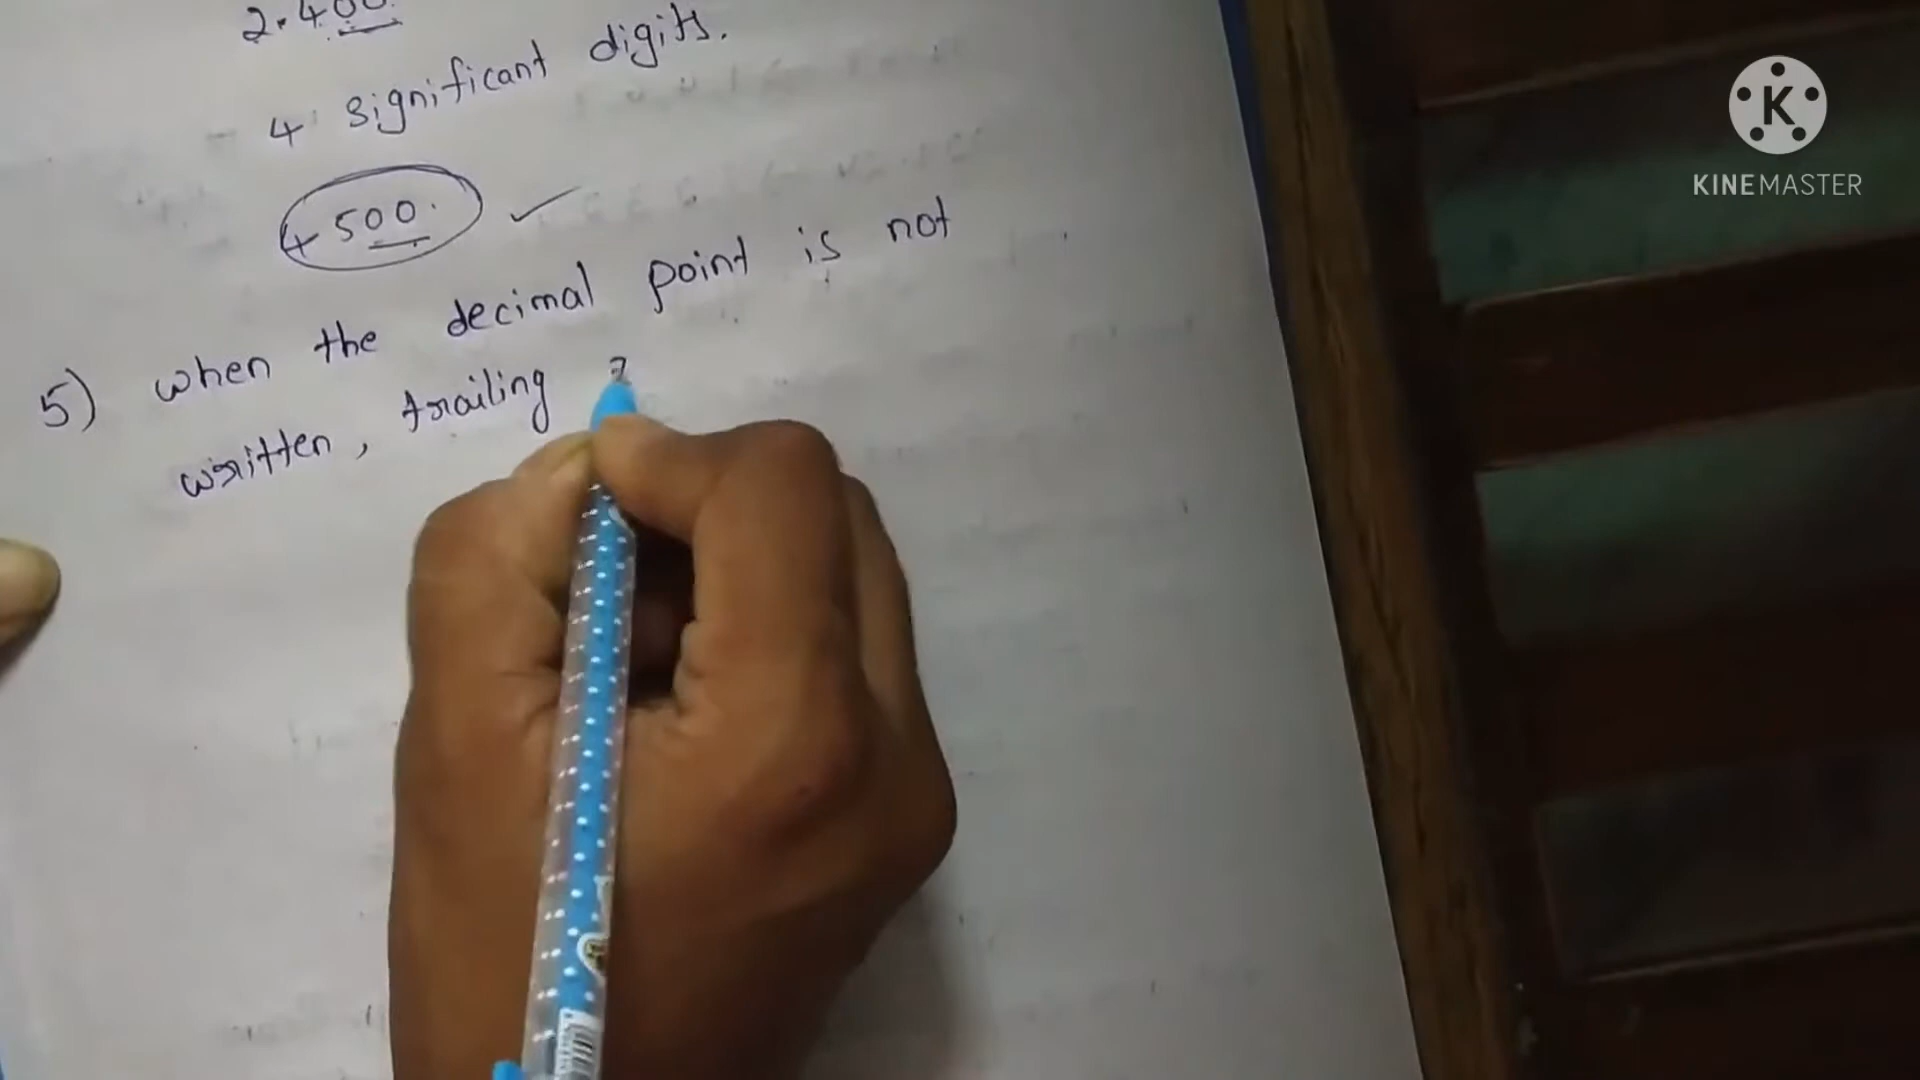 2.400
4 significant digits.
4500.
5) when the decimal point is not
written, trailing
K
KINEMASTER